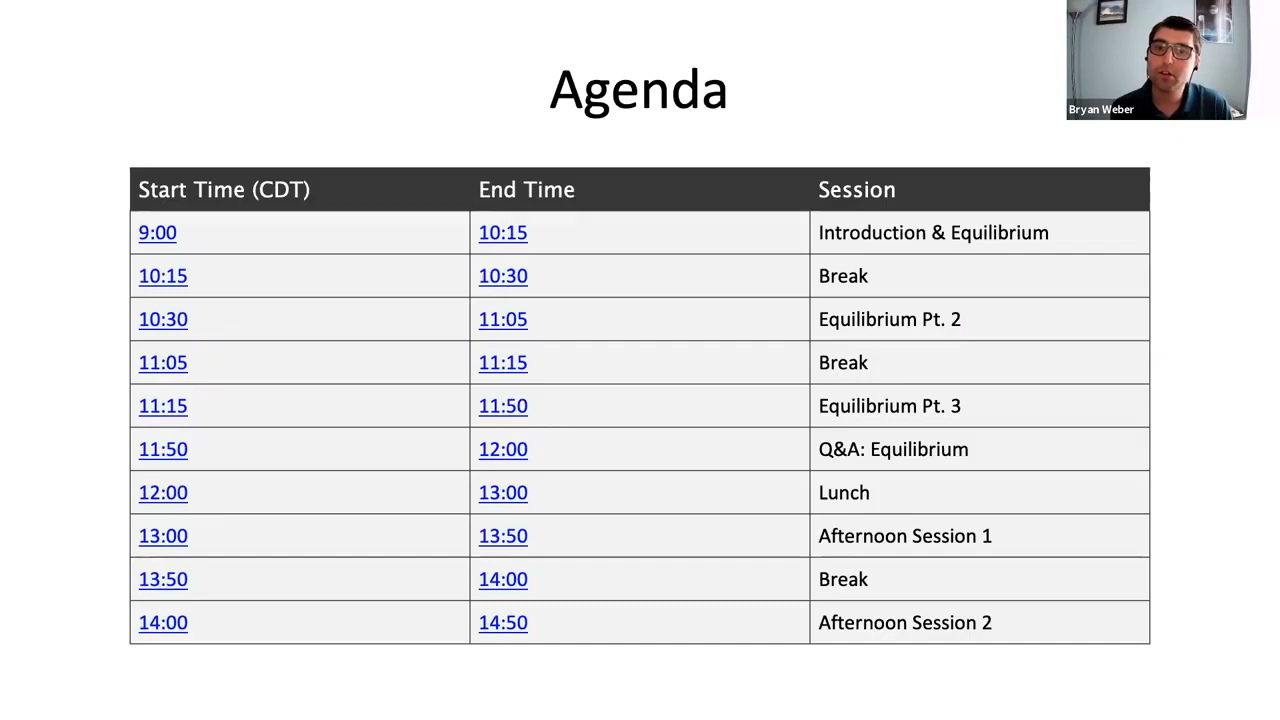 Agenda
Bryan Weber
Start Time (CDT) End Time Session
9:00 10:15 Introduction & Equilibrium
10:15 10:30 Break
10:30 11:05 Equilibrium Pt. 2
11:05 11:15 Break
11:15 11:50 Equilibrium Pt. 3
11:50 12:00 Q&A: Equilibrium
12:00 13:00 Lunch
13:00 13:50 Afternoon Session 1
13:50 14:00 Break
14:00 14:50 Afternoon Session 2